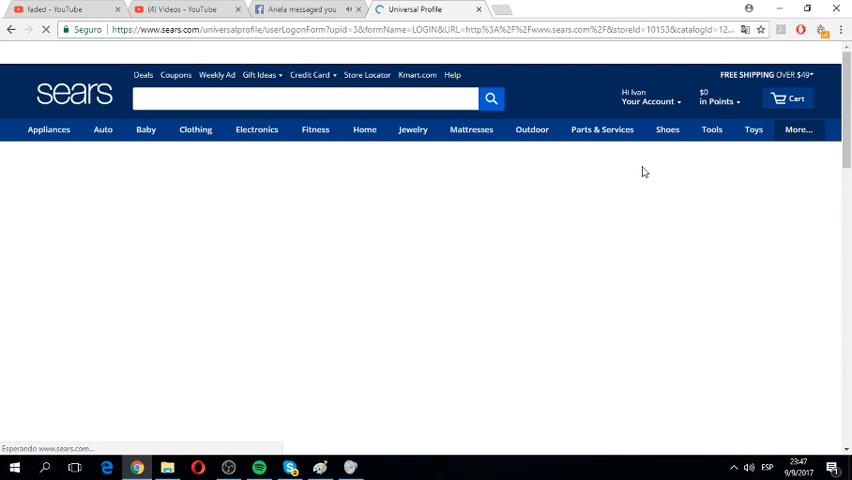 faded - YouTube
(4) Videos - YouTube
Ariela messaged you
Universal Profile
Seguro
https://www.sears.com/universalprofile/userLogonForm?upid=3&formName=LOGIN&URL=http%3A%2F%2Fwww.sears.com%2F&storeId=10153&catalogId=12...
Deals
Coupons
Weekly Ad
Gift Ideas
Credit Card
Store Locator
Kmart.com
Help
FREE SHIPPING OVER $49*
sears
Hi Ivan
Your Account
$0
in Points
Cart
Appliances
Auto
Baby
Clothing
Electronics
Fitness
Home
Jewelry
Mattresses
Outdoor
Parts & Services
Shoes
Tools
Toys
More...
Esperando www.sears.com...
ESP
23:47
9/9/2017